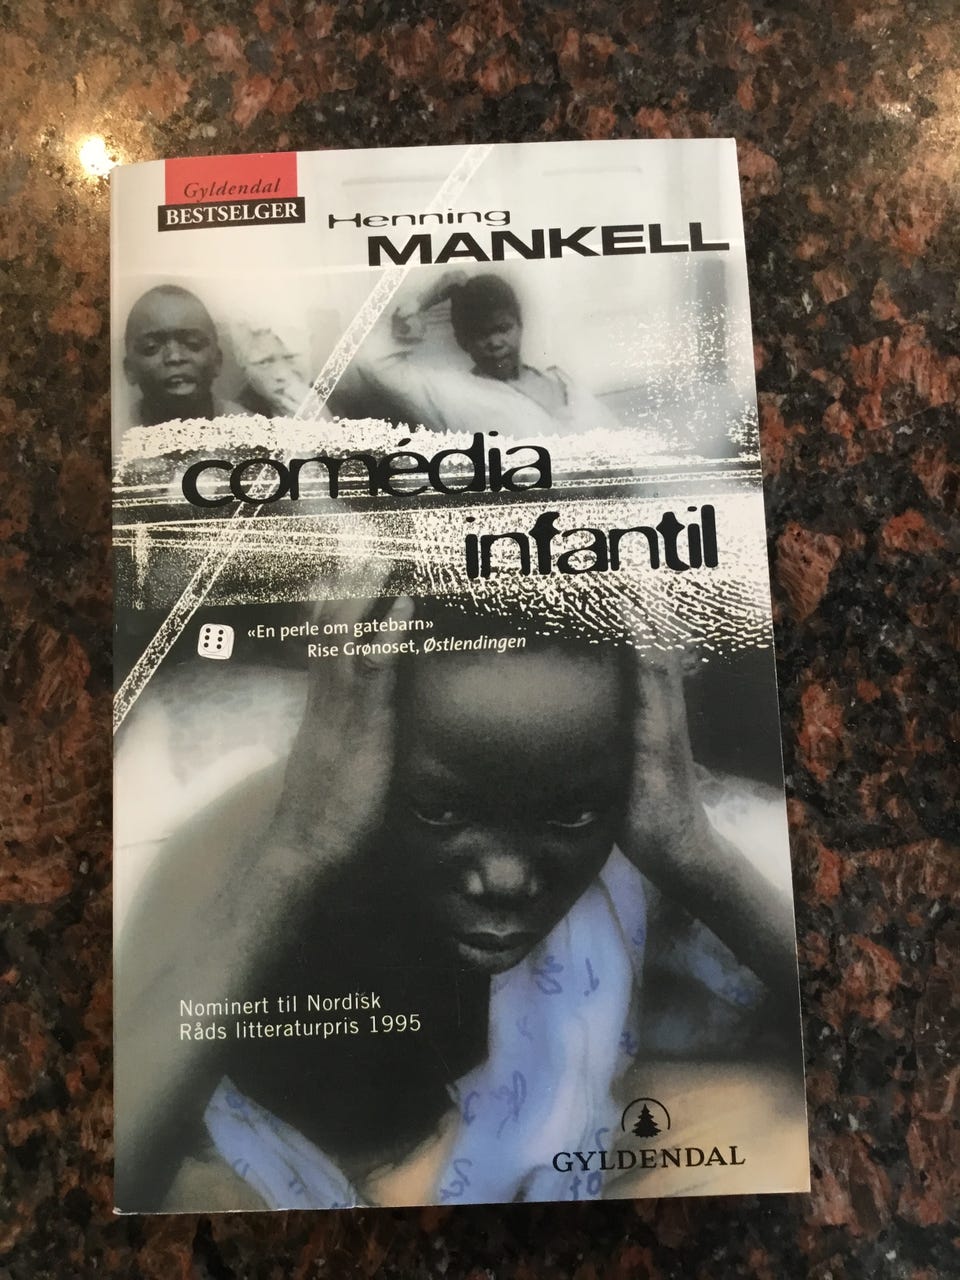 Gyldendal
BESTSELGER
Henning
MANKELL
comédia
infantil
«En perle om gatebarn»
Rise Grønoset, Østlendingen
Nominert til Nordisk
Råds litteraturpris 1995
GYLDENDAL